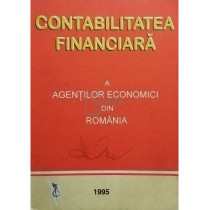 CONTABILITATEA
FINANCIARĂ
A
AGENȚILOR ECONOMICI
DIN
ROMÂNIA
1995